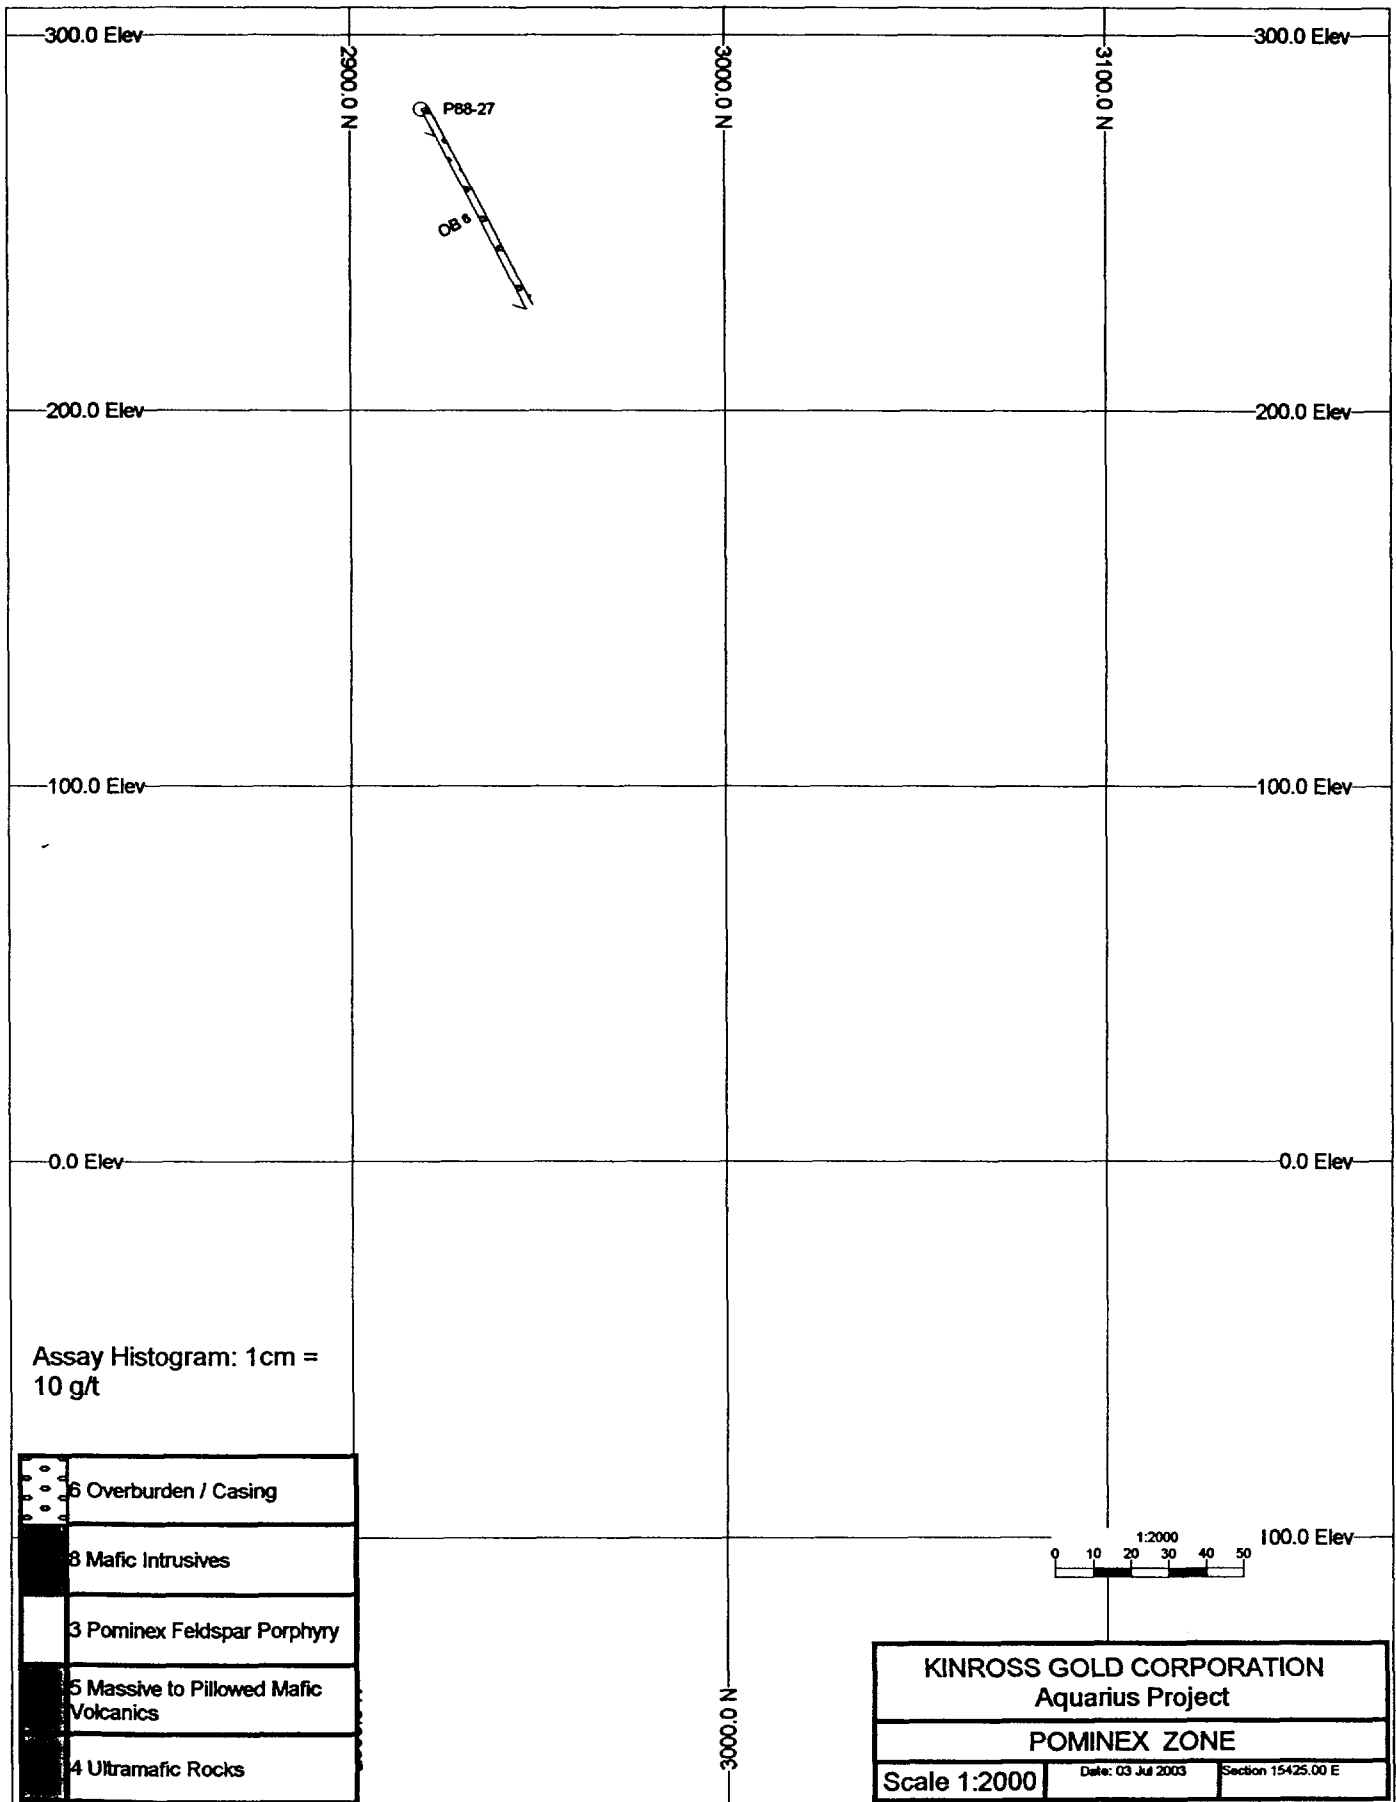 300.0 Elev
300.0 Elev
2900.0 N
3000.0 N
3100.0 N
P88-27
OB 6
200.0 Elev
200.0 Elev
100.0 Elev
100.0 Elev
0.0 Elev
0.0 Elev
Assay Histogram: 1cm =
10 g/t
6 Overburden / Casing
8 Mafic Intrusives
3 Pominex Feldspar Porphyry
5 Massive to Pillowed Mafic
Volcanics
4 Ultramafic Rocks
100.0 Elev
1:2000
0 10 20 30 40 50
3000.0 N
KINROSS GOLD CORPORATION
Aquarius Project
POMINEX ZONE
Scale 1:2000
Date: 03 Jul 2003
Section 15425.00 E